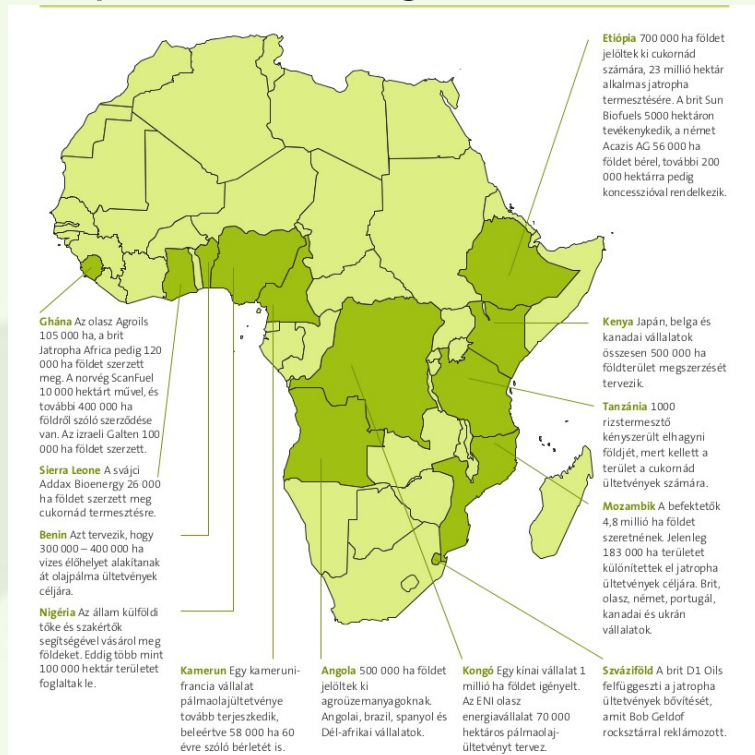 Etiópia 700 000 ha földet
jelöltek ki cukornád
számára, 23 millió hektár
alkalmas jatropha
termesztésére. A brit Sun
Biofuels 5000 hektáron
tevékenykedik, a német
Acazis AG 56 000 ha
földet bérel, további 200
000 hektárra pedig
koncesszióval rendelkezik.
Ghána Az olasz Agroils
105 000 ha, a brit
Jatropha Africa pedig 120
000 ha földet szerzett
meg. A norvég ScanFuel
10 000 hektárt művel, és
további 400 000 ha
földről szóló szerződése
van. Az izraeli Galten 100
000 ha földet szerzett.
Sierra Leone A svájci
Addax Bioenergy 26 000
ha földet szerzett meg
cukornád termesztésre.
Benin Azt tervezik, hogy
300 000 – 400 000 ha
vizes élőhelyet alakítanak
át olajpálma ültetvények
céljára.
Nigéria Az állam külföldi
tőke és szakértők
segítségével vásárol meg
földeket. Eddig több mint
100 000 hektár területet
foglaltak le.
Kamerun Egy kameruni-
francia vállalat
pálmaolajültetvénye
tovább terjeszkedik,
beleértve 58 000 ha 60
évre szóló bérletét is.
Angola 500 000 ha földet
jelöltek ki
agroüzemanyagoknak.
Angolai, brazil, spanyol és
Dél-afrikai vállalatok.
Kongó Egy kínai vállalat 1
millió ha földet igényelt.
Az ENI olasz
energiavállalat 70 000
hektáros pálmaolaj-
ültetvényt tervez.
Kenya Japán, belga és
kanadai vállalatok
összesen 500 000 ha
földterület megszerzését
tervezik.
Tanzánia 1000
rizstermesztő
kényszerült elhagyni
földjét, mert kellett a
terület a cukornád
ültetvények számára.
Mozambik A befektetők
4,8 millió ha földet
szeretnének. Jelenleg
183 000 ha területet
különítettek el jatropha
ültetvények céljára. Brit,
olasz, német, portugál,
kanadai és ukrán
vállalatok.
Szváziföld A brit D1 Oils
felfüggeszti a jatropha
ültetvények bővítését,
amit Bob Geldof
rocksztárral reklámozott.